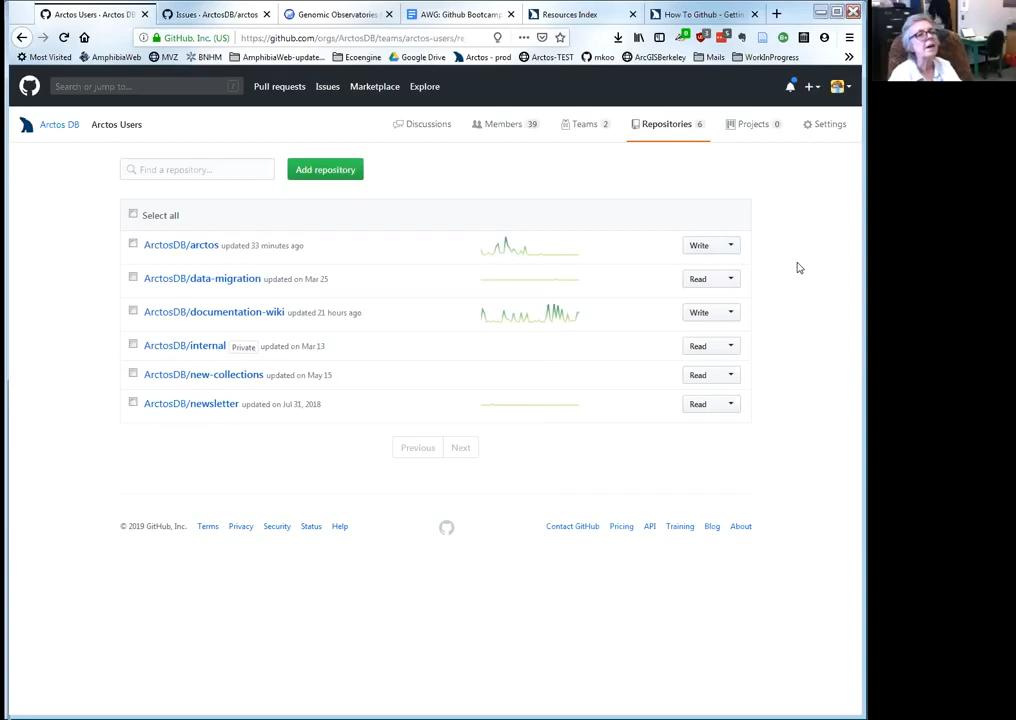 Arctos Users · Arctos DB
Issues · ArctosDB/arctos
Genomic Observatories
AWG: Github Bootcamp
Resources Index
How To Github - Gettin
GitHub, Inc. (US)
https://github.com/orgs/ArctosDB/teams/arctos-users/re
Most Visited
AmphibiaWeb
MVZ
BNHM
AmphibiaWeb-update...
Ecoengine
Google Drive
Arctos - prod
Arctos-TEST
mkoo
ArcGISBerkeley
Mails
WorkInProgress
Search or jump to...
/
Pull requests
Issues
Marketplace
Explore
Arctos DB
Arctos Users
Discussions
Members 39
Teams 2
Repositories 6
Projects 0
Settings
Find a repository...
Add repository
Select all
ArctosDB/arctos updated 33 minutes ago
Write
ArctosDB/data-migration updated on Mar 25
Read
ArctosDB/documentation-wiki updated 21 hours ago
Write
ArctosDB/internal Private updated on Mar 13
Read
ArctosDB/new-collections updated on May 15
Read
ArctosDB/newsletter updated on Jul 31, 2018
Read
Previous
Next
© 2019 GitHub, Inc.
Terms
Privacy
Security
Status
Help
Contact GitHub
Pricing
API
Training
Blog
About